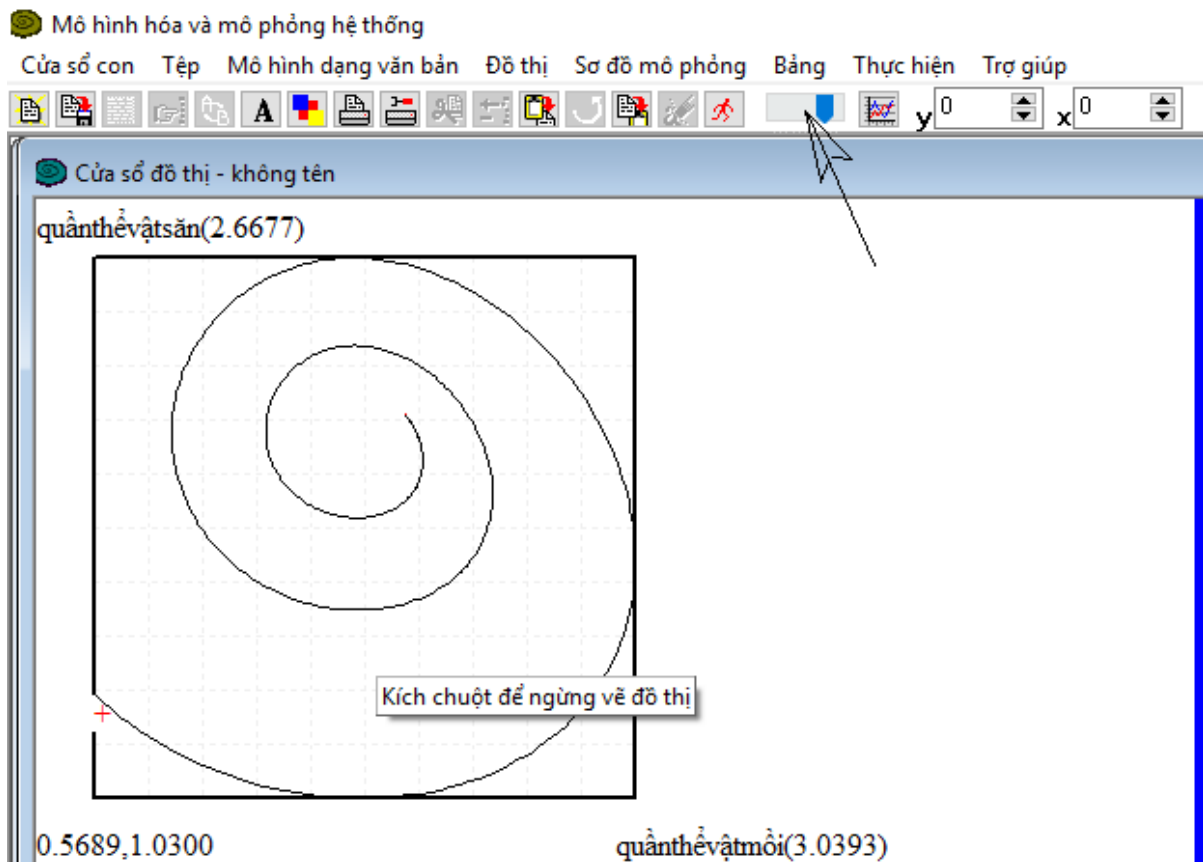 Mô hình hóa và mô phỏng hệ thống
Cửa sổ con Tệp Mô hình dạng văn bản Đồ thị Sơ đồ mô phỏng Bảng Thực hiện Trợ giúp
A y 0 x 0
Cửa sổ đồ thị - không tên
quầnthểvậtsăn(2.6677)
Kích chuột để ngừng vẽ đồ thị
0.5689,1.0300 quầnthểvậtmồi(3.0393)